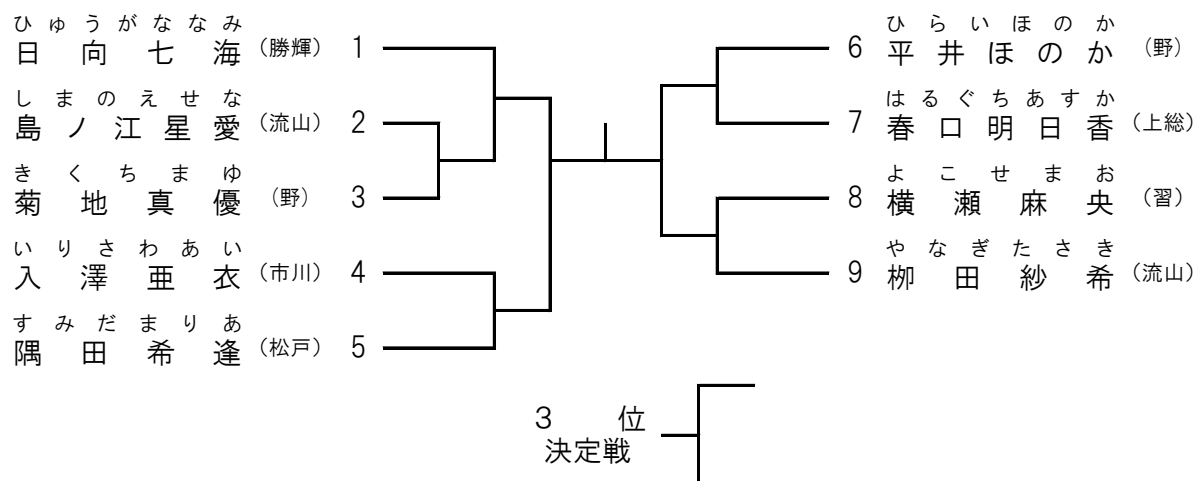 ひゅうがななみ
日向七海 (勝輝) 1
しまのえせな
島ノ江星愛 (流山) 2
きくちまゆ
菊地真優 (野) 3
いりさわあい
入澤亜衣 (市川) 4
すみだまりあ
隅田希逢 (松戸) 5
6 ひらいほのか
平井ほのか (野)
7 はるぐちあすか
春口明日香 (上総)
8 よこせまお
横瀬麻央 (習)
9 やなぎたさき
栁田紗希 (流山)
3位
決定戦